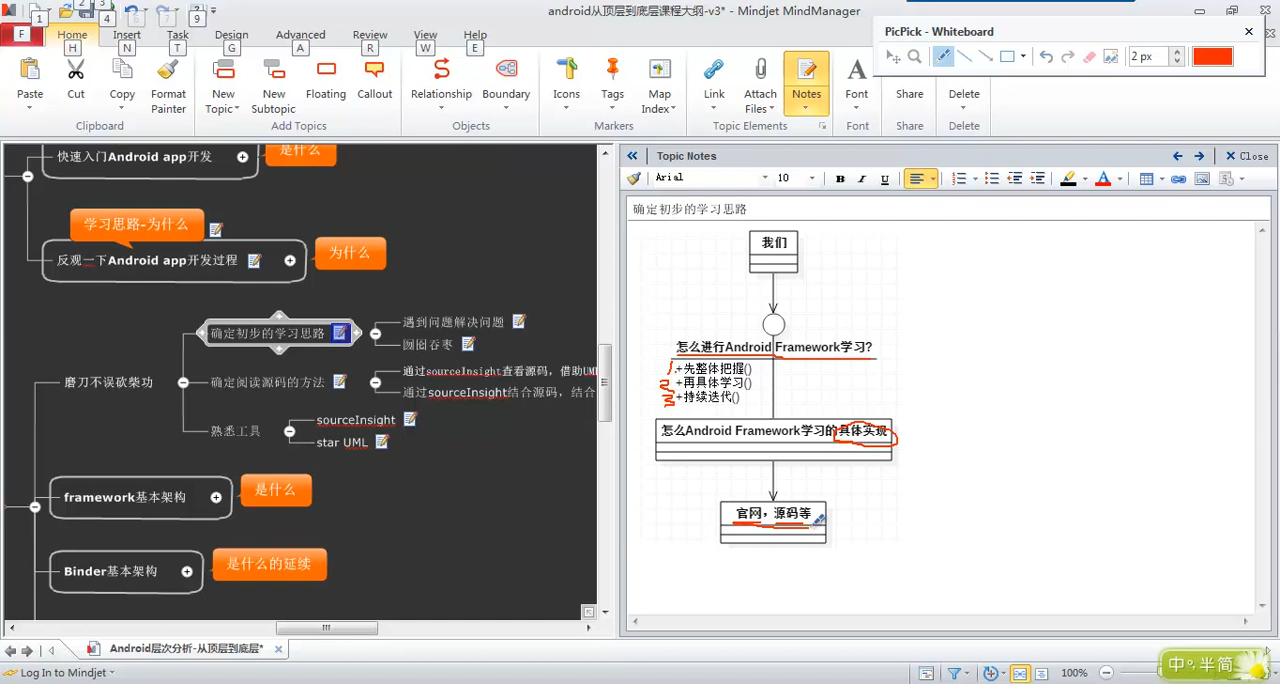 android从顶层到底层课程大纲-v3* - Mindjet MindManager
1 2 3 4 6 7 9
F Home Insert Task Design Advanced Review View Help
H N T G A R W E
PicPick - Whiteboard
2 px
Paste Cut Copy Format Painter
New Topic New Subtopic Floating Callout
Relationship Boundary
Icons Tags Map Index
Link Attach Files Notes
Font Share Delete
Clipboard Add Topics Objects Markers Topic Elements Font Share Delete
快速入门Android app开发
是什么
学习思路-为什么
反观一下Android app开发过程
为什么
确定初步的学习思路
遇到问题解决问题
囫囵吞枣
磨刀不误砍柴功
确定阅读源码的方法
通过sourceInsight查看源码，借助UM
通过sourceInsight结合源码，结合
熟悉工具
sourceInsight
star UML
framework基本架构
是什么
Binder基本架构
是什么的延续
Topic Notes
Close
Arial 10 B I U A
确定初步的学习思路
我们
怎么进行Android Framework学习?
+先整体把握()
+再具体学习()
+持续迭代()
怎么Android Framework学习的具体实现
官网，源码等
Android层次分析-从顶层到底层*
Log In to Mindjet
100%
中°,半简